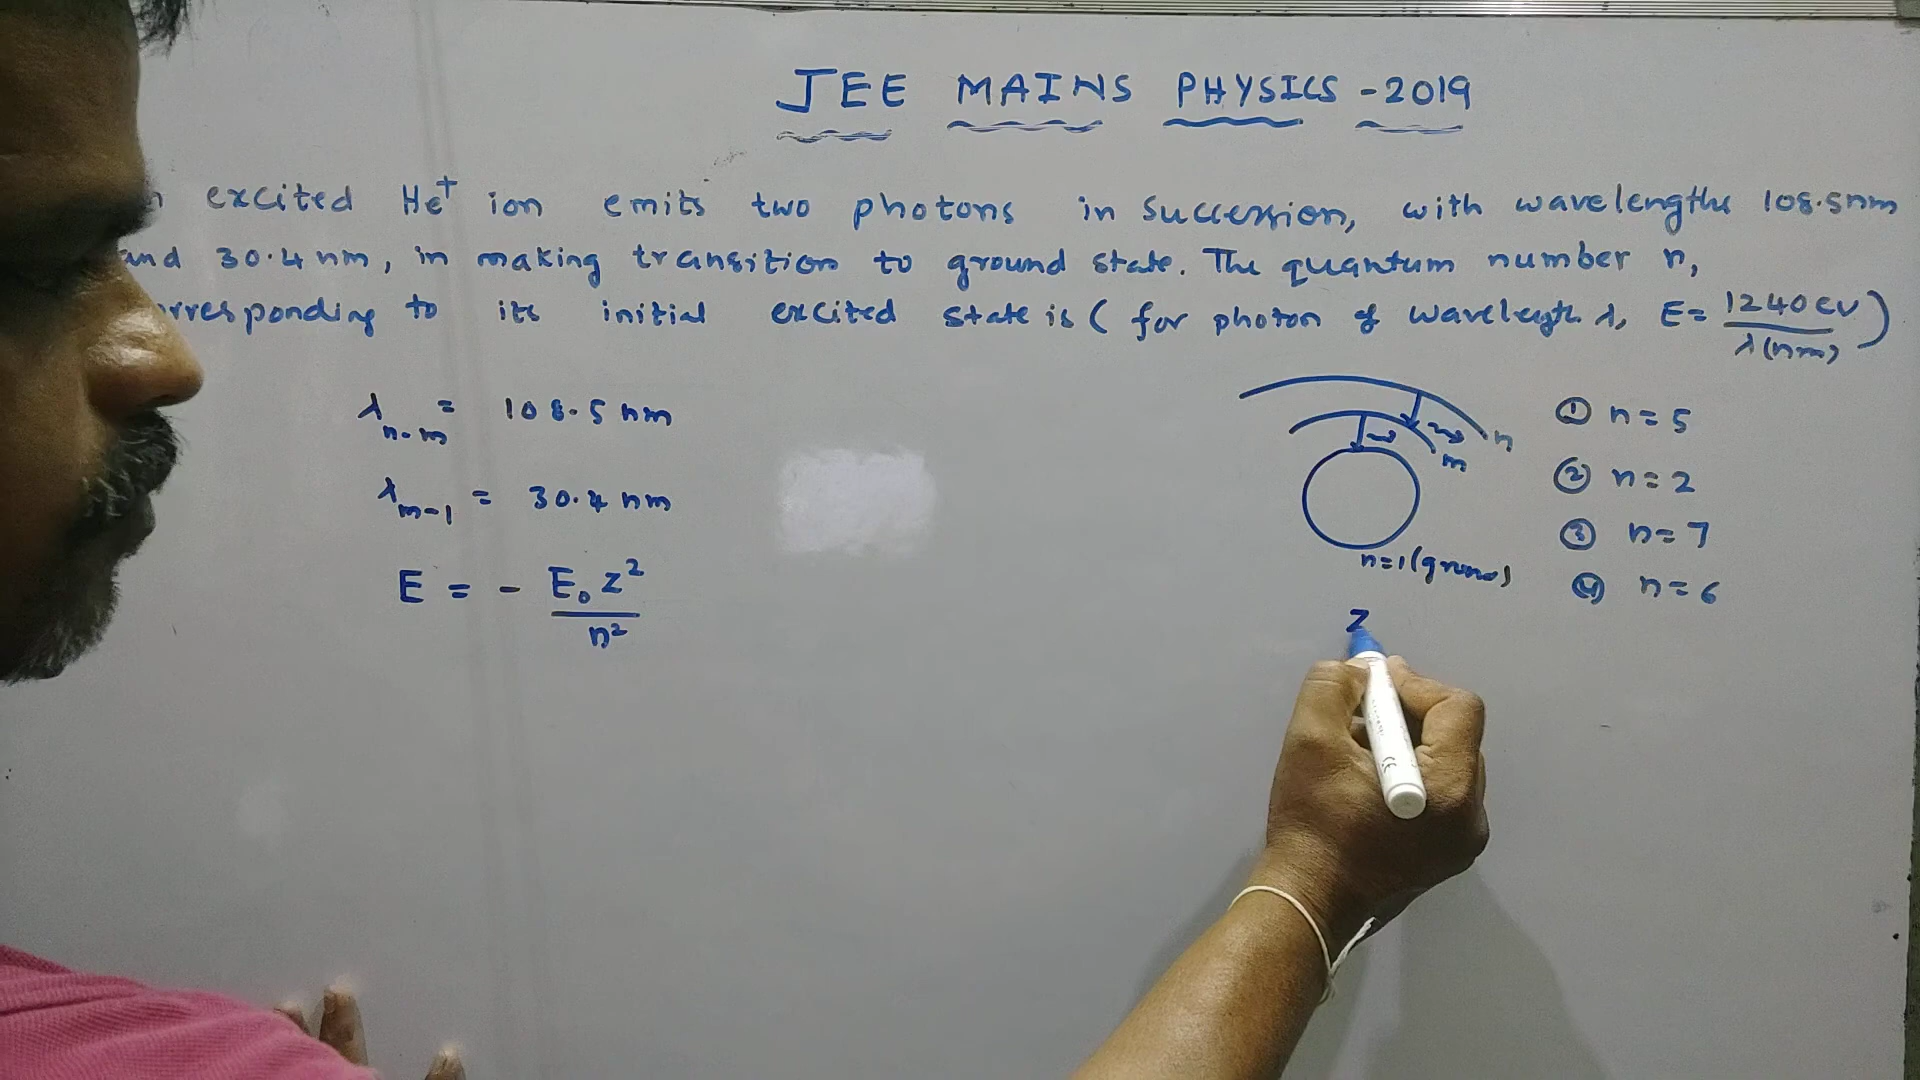 JEE MAINS PHYSICS - 2019
excited He⁺ ion emits two photons in Succession, with wavelengths 108.5nm
and 30.4 nm, in making transition to ground state. The quantum number n,
corresponding to its initial excited state is ( for photon of wavelength λ, E= 1240 eV / λ(nm) )
λn-m = 108.5 nm
λm-1 = 30.4 nm
E = - E₀ z² / n²
n
m
n=1(ground)
① n = 5
② n = 2
③ n = 7
④ n = 6
Z